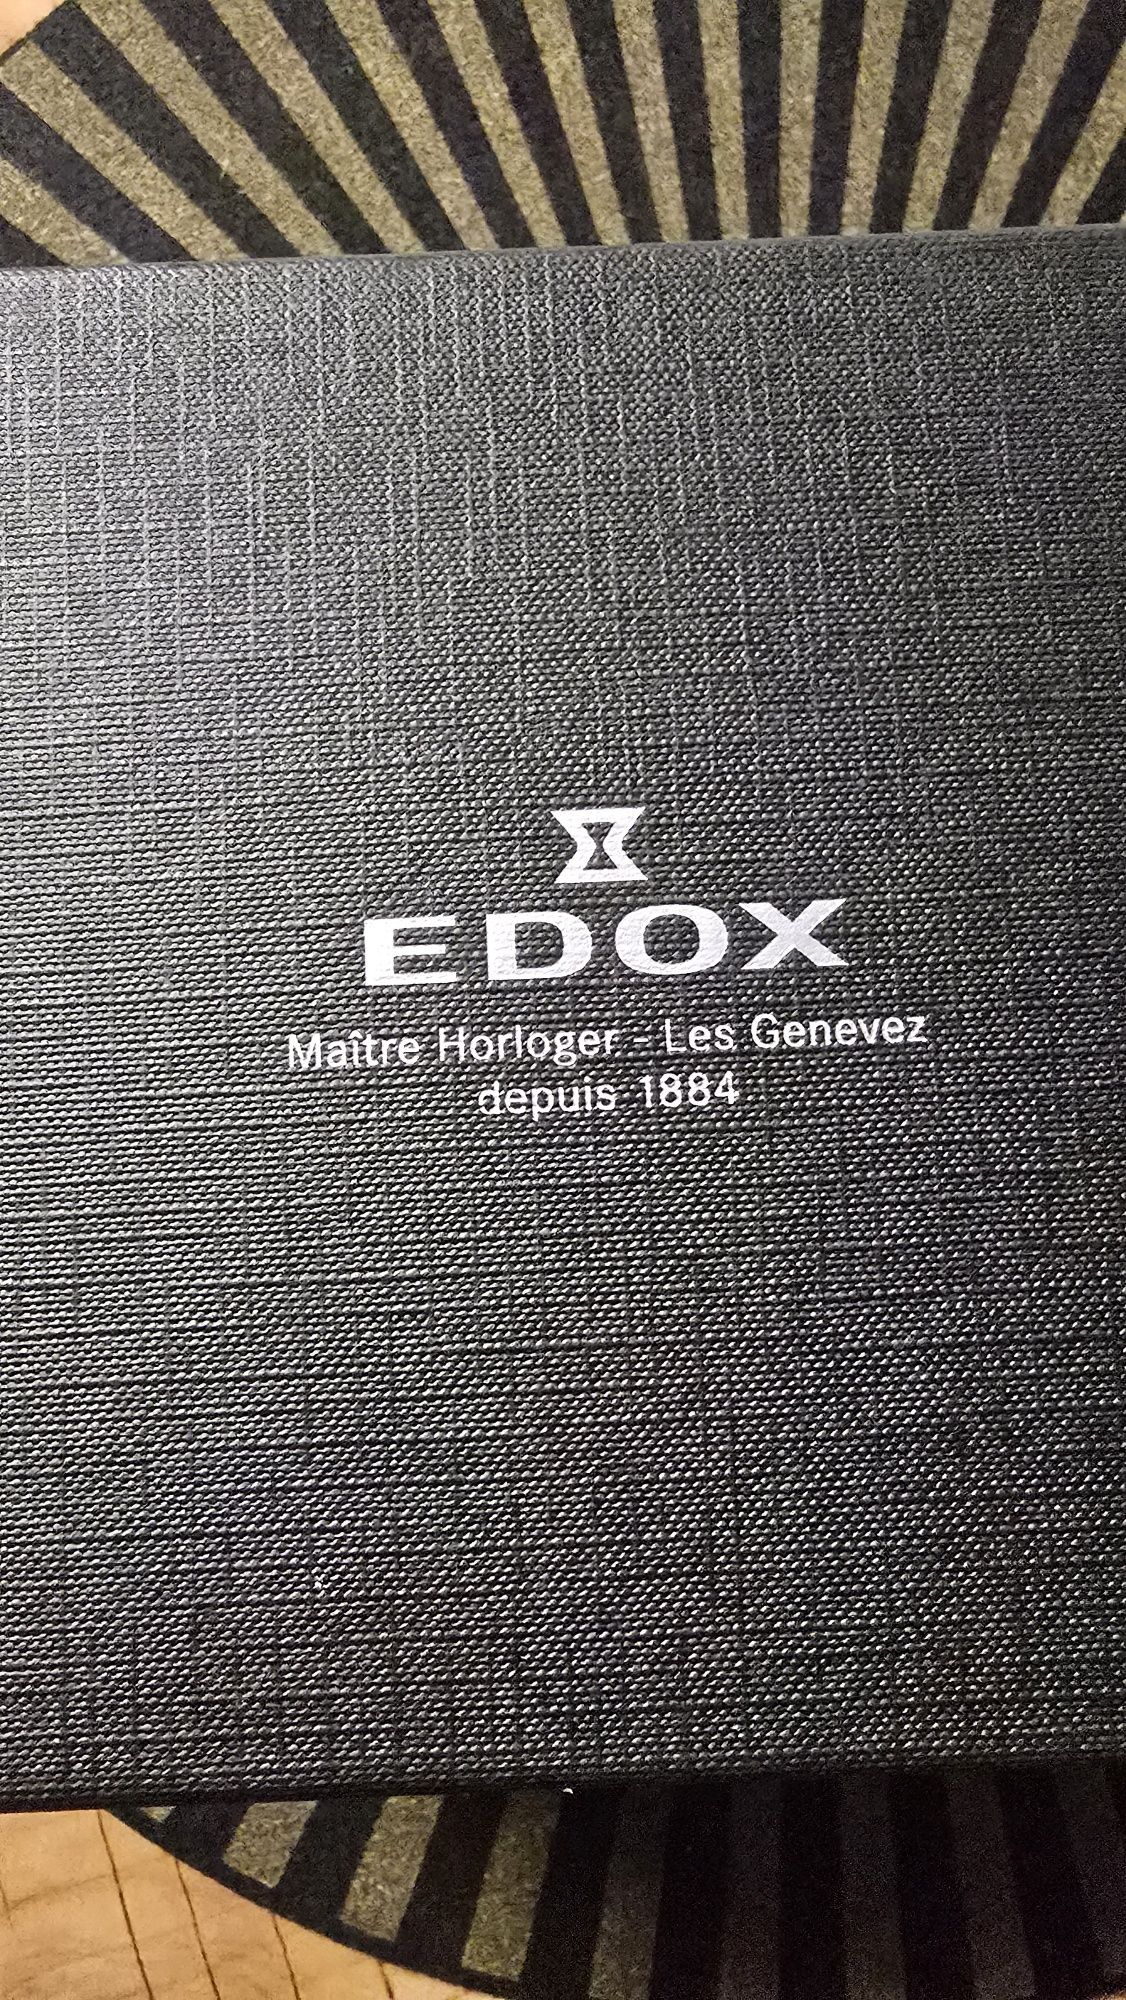 EDOX
Maître Horloger - Les Genevez
depuis 1884